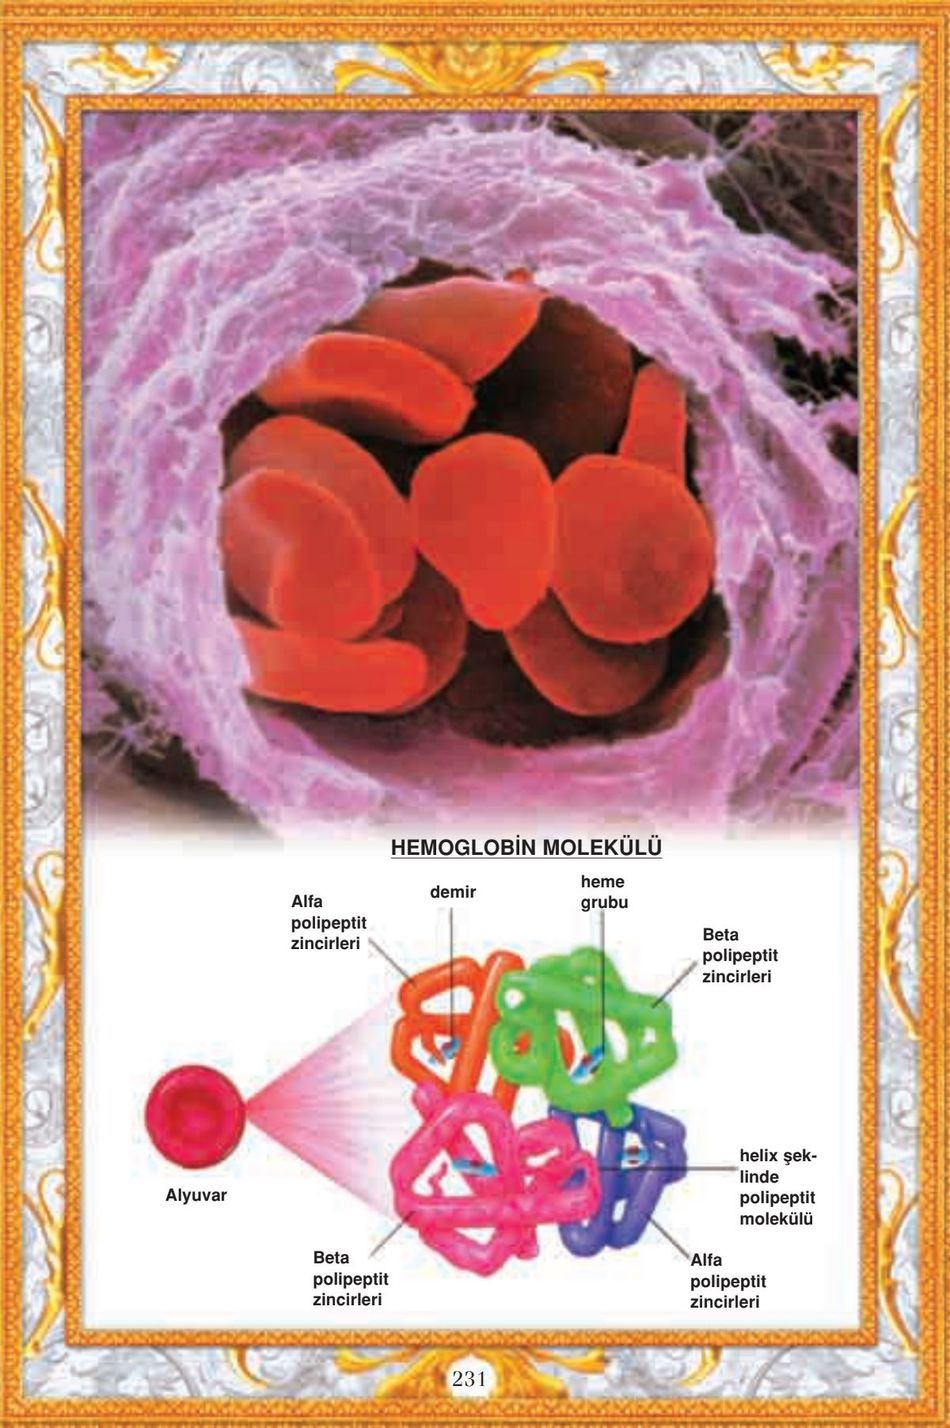 HEMOGLOBİN MOLEKÜLÜ
Alfa
polipeptit
zincirleri
demir
heme
grubu
Beta
polipeptit
zincirleri
Alyuvar
helix şek-
linde
polipeptit
molekülü
Beta
polipeptit
zincirleri
Alfa
polipeptit
zincirleri
231